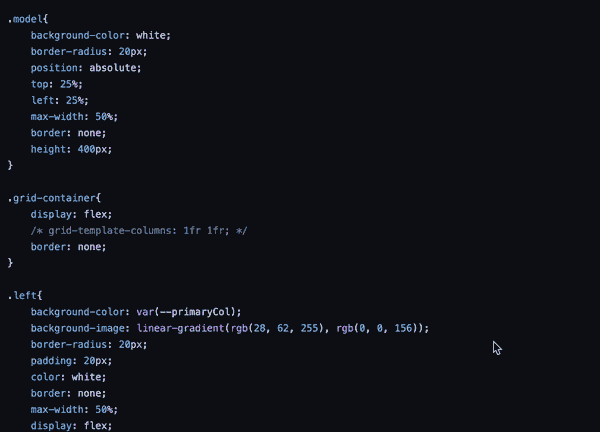 .model{
    background-color: white;
    border-radius: 20px;
    position: absolute;
    top: 25%;
    left: 25%;
    max-width: 50%;
    border: none;
    height: 400px;
}
.grid-container{
    display: flex;
    /* grid-template-columns: 1fr 1fr; */
    border: none;
}
.left{
    background-color: var(--primaryCol);
    background-image: linear-gradient(rgb(28, 62, 255), rgb(0, 0, 156));
    border-radius: 20px;
    padding: 20px;
    color: white;
    border: none;
    max-width: 50%;
    display: flex;